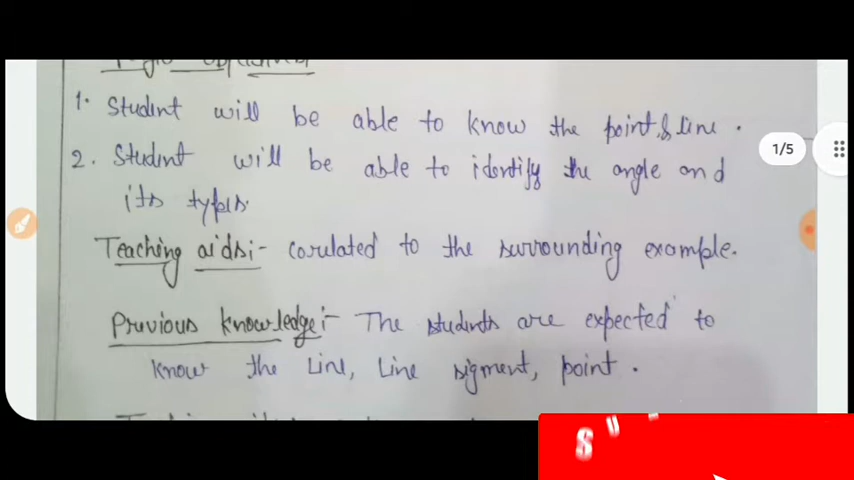 1. Student will be able to know the point & line.
1/5
2. Student will be able to identify the angle and
its types.
Teaching aids:- corulated to the surrounding example.
Previous knowledge:- The students are expected to
know the line, line sigment, point.
S U